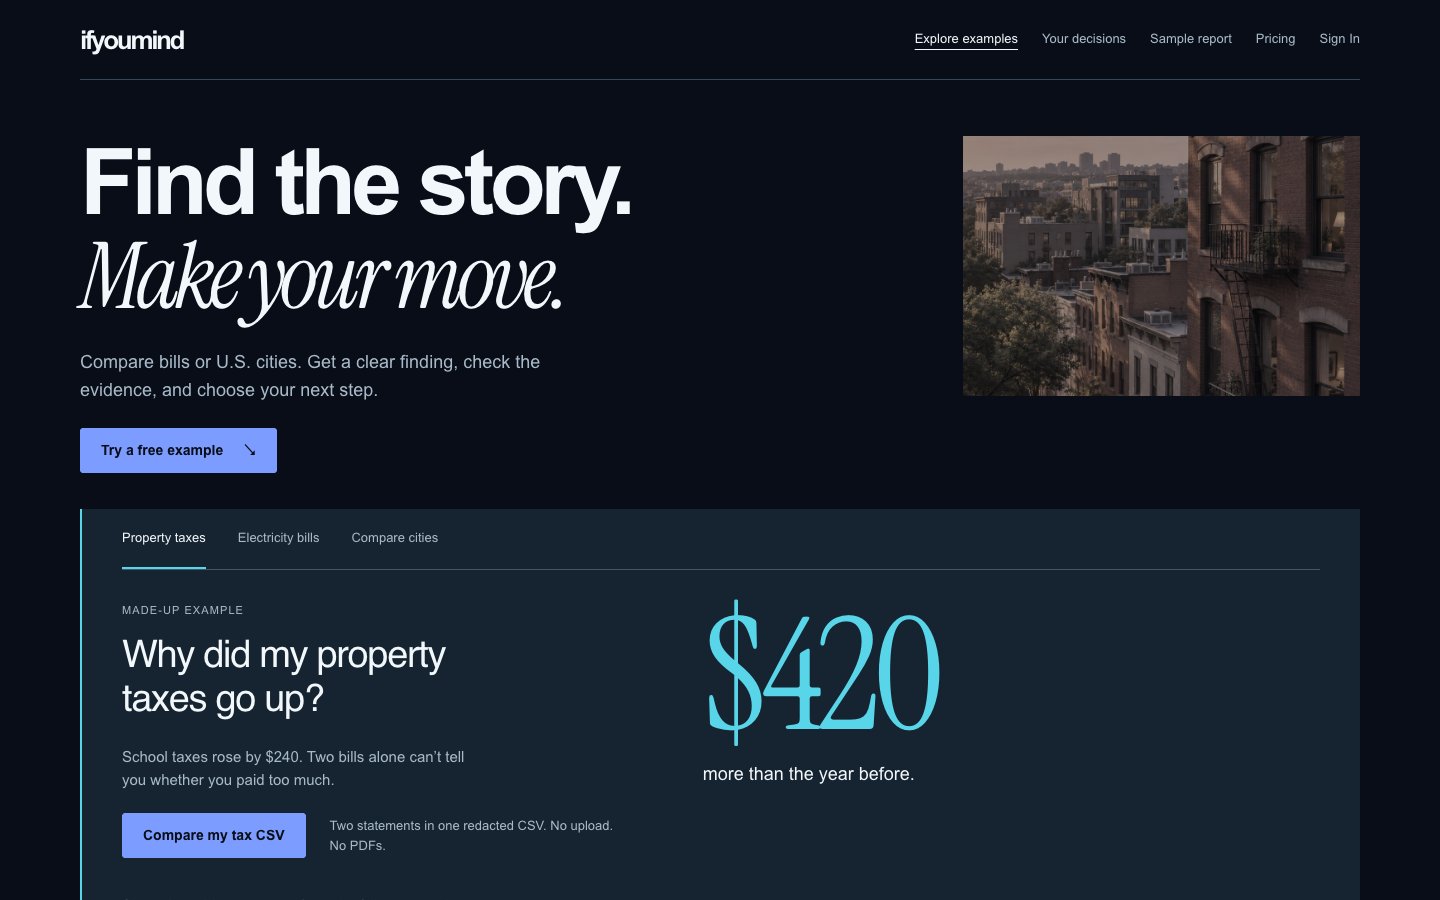 ifyoumind
Explore examples
Your decisions
Sample report
Pricing
Sign In
Find the story.
Make your move.
Compare bills or U.S. cities. Get a clear finding, check the
evidence, and choose your next step.
Try a free example ↘
Property taxes
Electricity bills
Compare cities
MADE-UP EXAMPLE
Why did my property
taxes go up?
School taxes rose by $240. Two bills alone can’t tell
you whether you paid too much.
Compare my tax CSV
Two statements in one redacted CSV. No upload.
No PDFs.
$420
more than the year before.